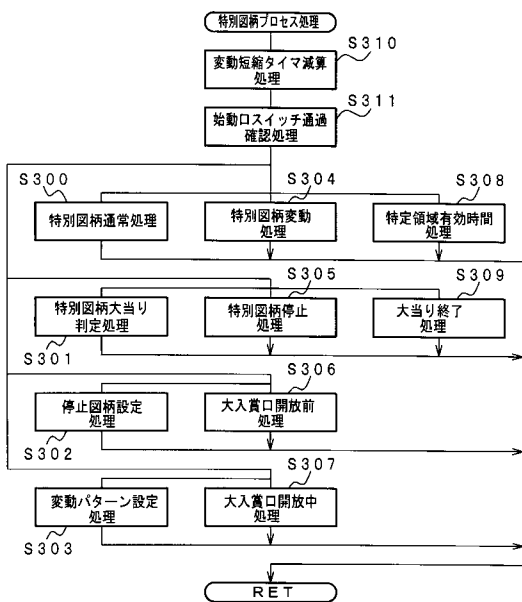 特別図柄プロセス処理
S310
変動短縮タイマ減算
処理
S311
始動口スイッチ通過
確認処理
S300
特別図柄通常処理
S304
特別図柄変動
処理
S308
特定領域有効時間
処理
特別図柄大当り
判定処理
S301
S305
特別図柄停止
処理
S309
大当り終了
処理
停止図柄設定
処理
S302
S306
大入賞口開放前
処理
変動パターン設定
処理
S303
S307
大入賞口開放中
処理
RET